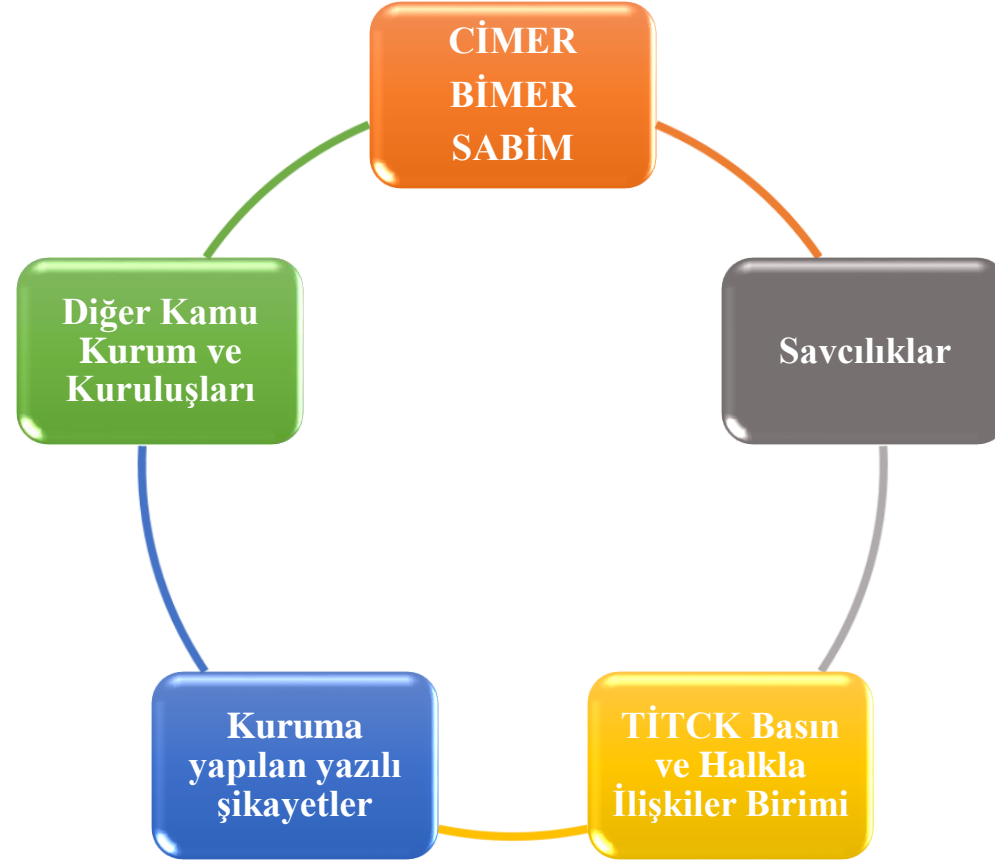 CİMER
BİMER
SABİM
Savcılıklar
TİTCK Basın
ve Halkla
İlişkiler Birimi
Kuruma
yapılan yazılı
şikayetler
Diğer Kamu
Kurum ve
Kuruluşları